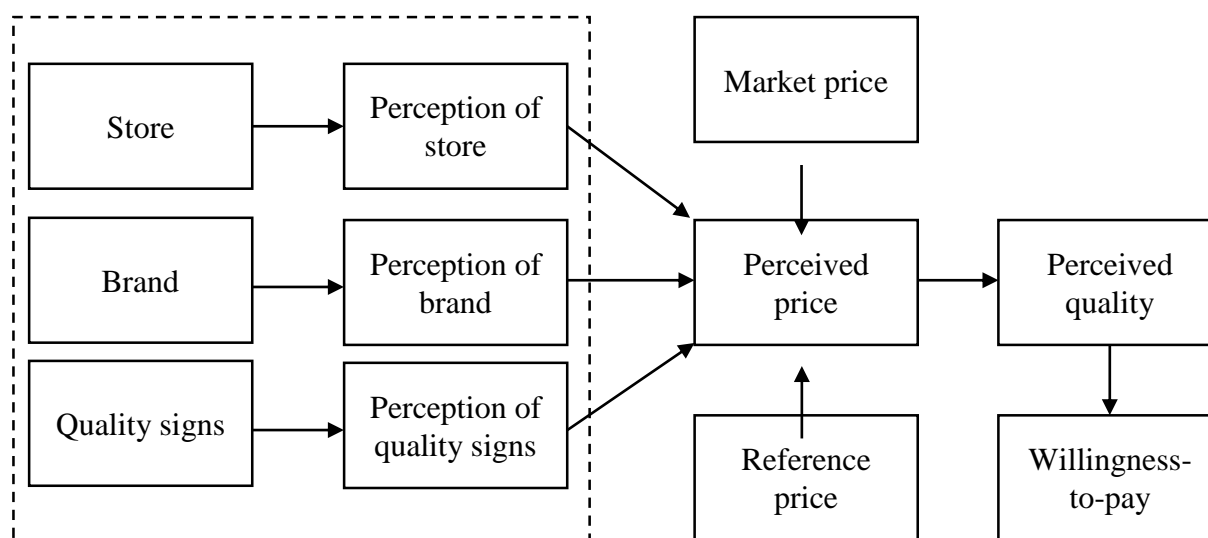 Store
Perception of
store
Market price
Brand
Perception of
brand
Perceived
price
Perceived
quality
Quality signs
Perception of
quality signs
Reference
price
Willingness-
to-pay